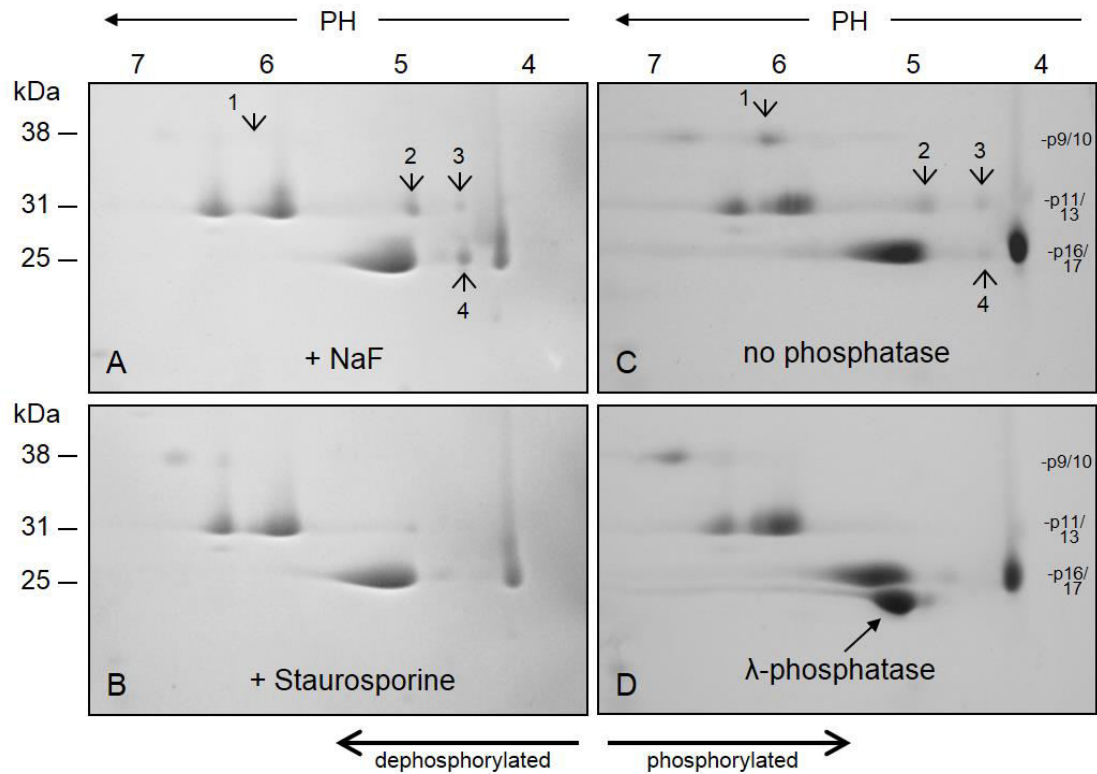 PH PH
7 6 5 4 7 6 5 4
kDa
1 1
38 – -p9/10
2 3 2 3
31 – -p11/
13
25 – -p16/
17
4 4
A + NaF C no phosphatase
kDa
38 – -p9/10
31 – -p11/
13
25 – -p16/
17
B + Staurosporine D λ-phosphatase
dephosphorylated phosphorylated